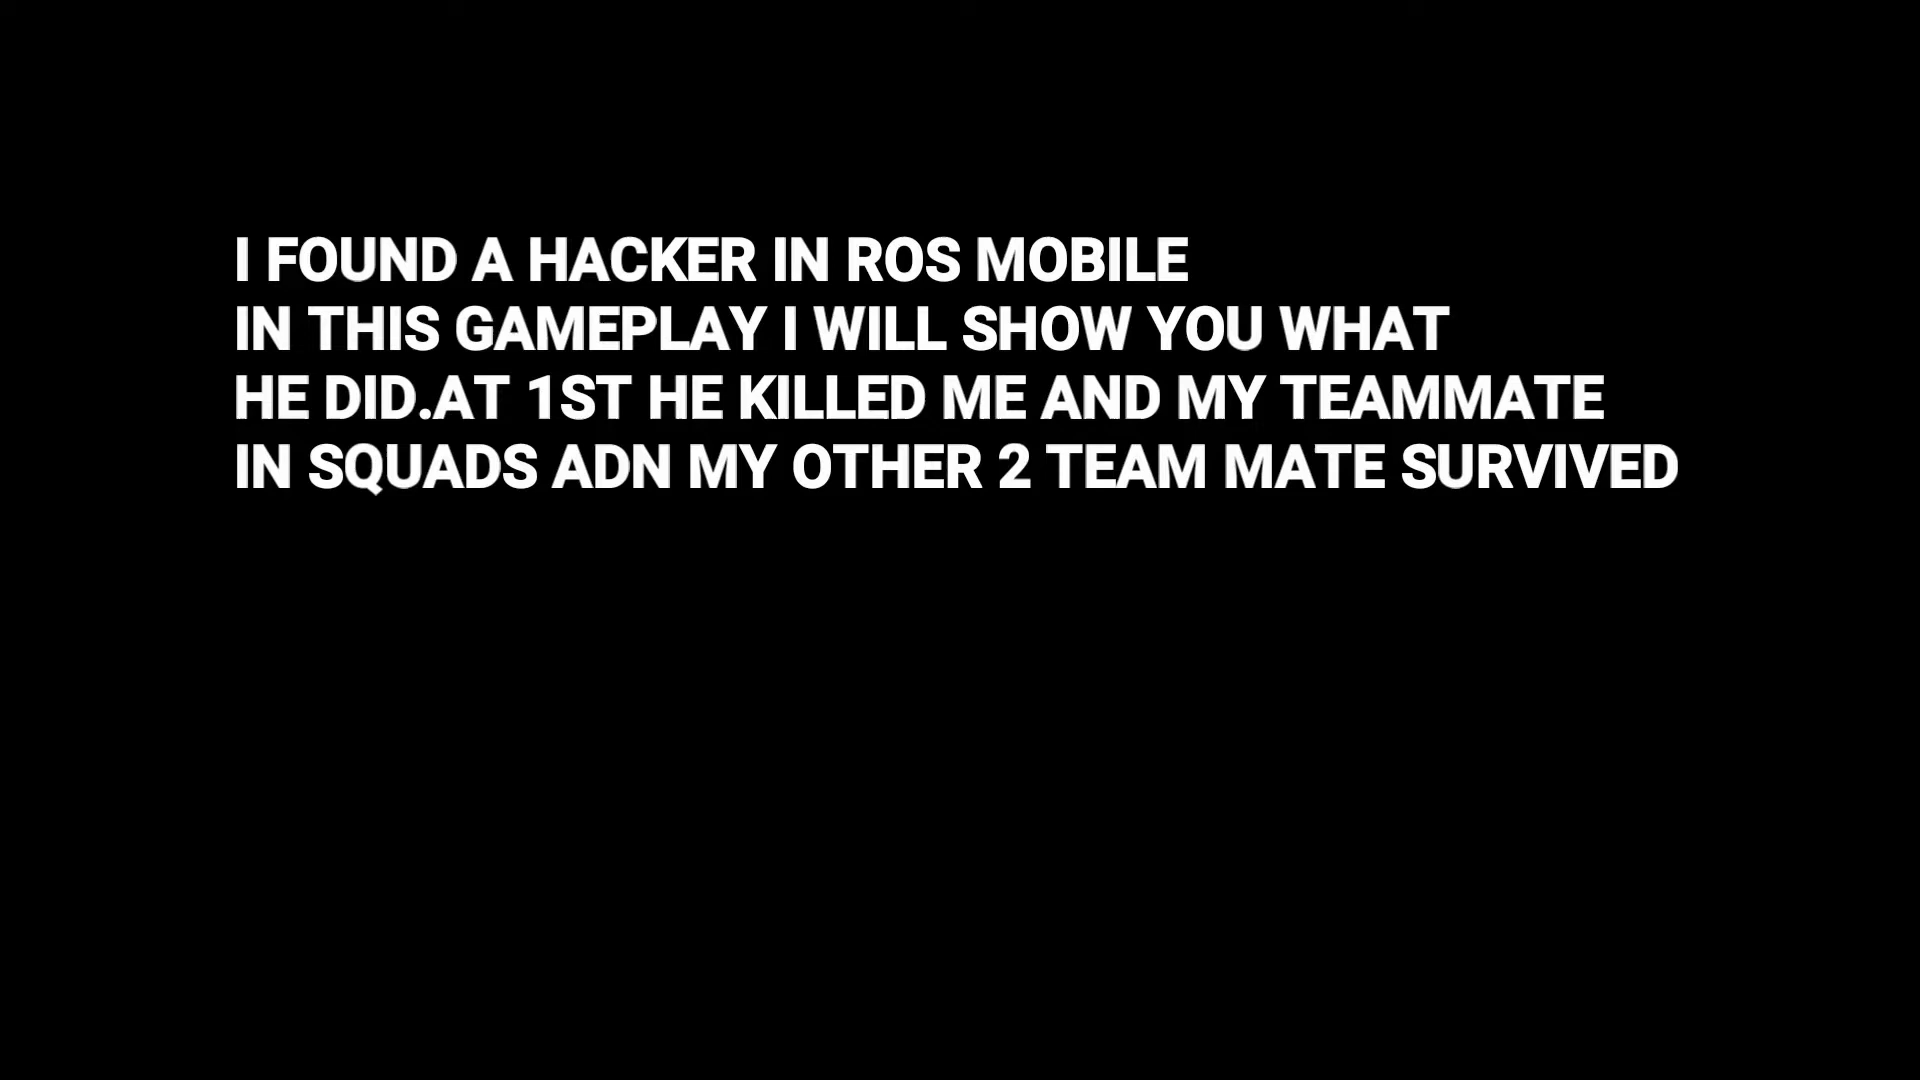 I FOUND A HACKER IN ROS MOBILE
IN THIS GAMEPLAY I WILL SHOW YOU WHAT
HE DID.AT 1ST HE KILLED ME AND MY TEAMMATE
IN SQUADS ADN MY OTHER 2 TEAM MATE SURVIVED